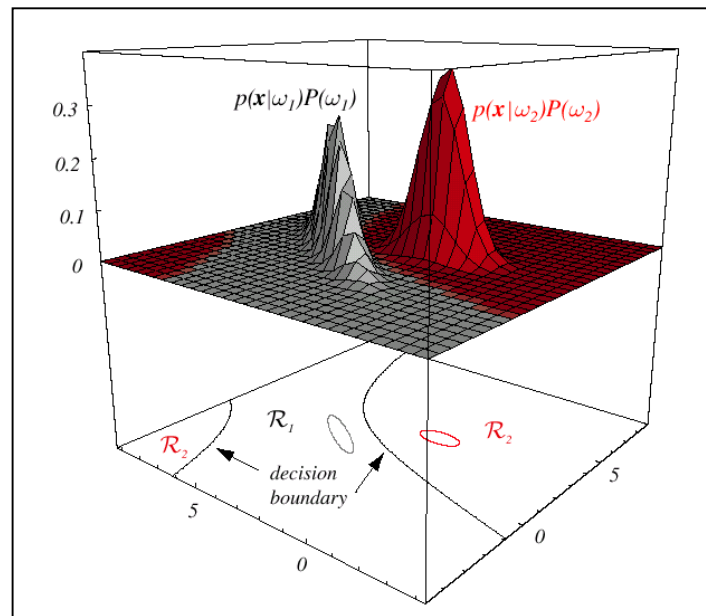 0.3
0.2
0.1
0
p(x|ω₁)P(ω₁)
p(x|ω₂)P(ω₂)
R₂
R₁
R₂
decision
boundary
5
0
0
5